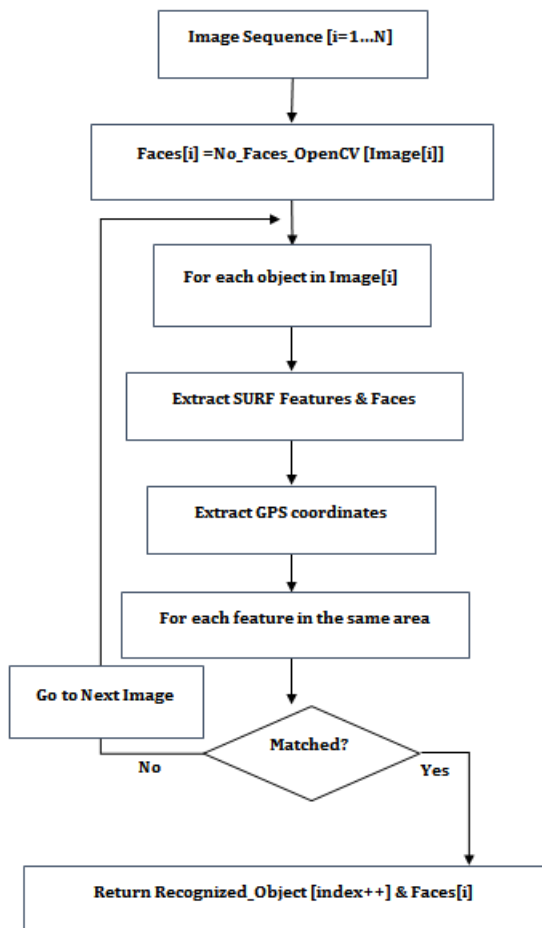 Image Sequence [i=1...N]
Faces[i] =No_Faces_OpenCV [Image[i]]
For each object in Image[i]
Extract SURF Features & Faces
Extract GPS coordinates
For each feature in the same area
Go to Next Image
Matched?
No
Yes
Return Recognized_Object [index++] & Faces[i]